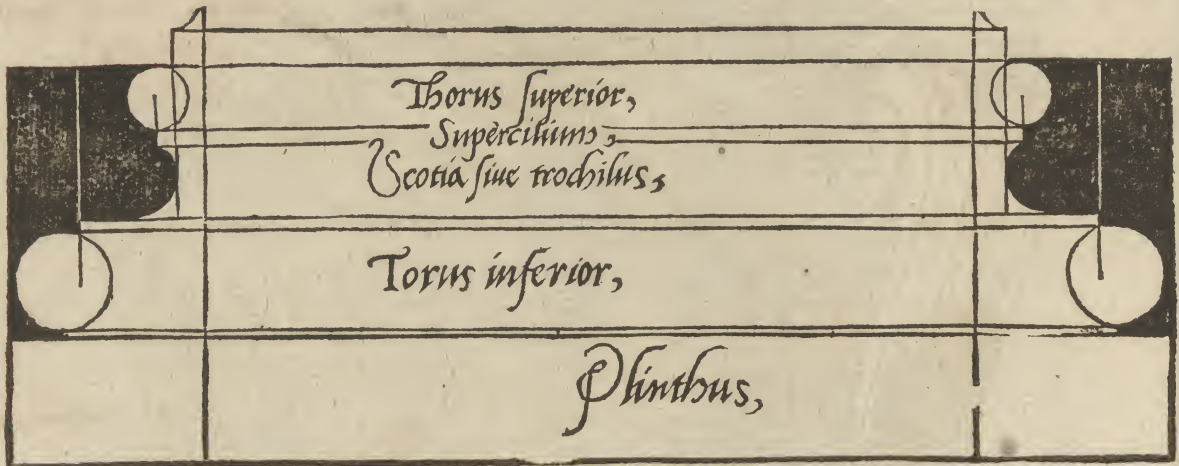 Thorus ſuperior,
Supercilium,
Scotia ſiue trochilus,
Torus inferior,
Plinthus,